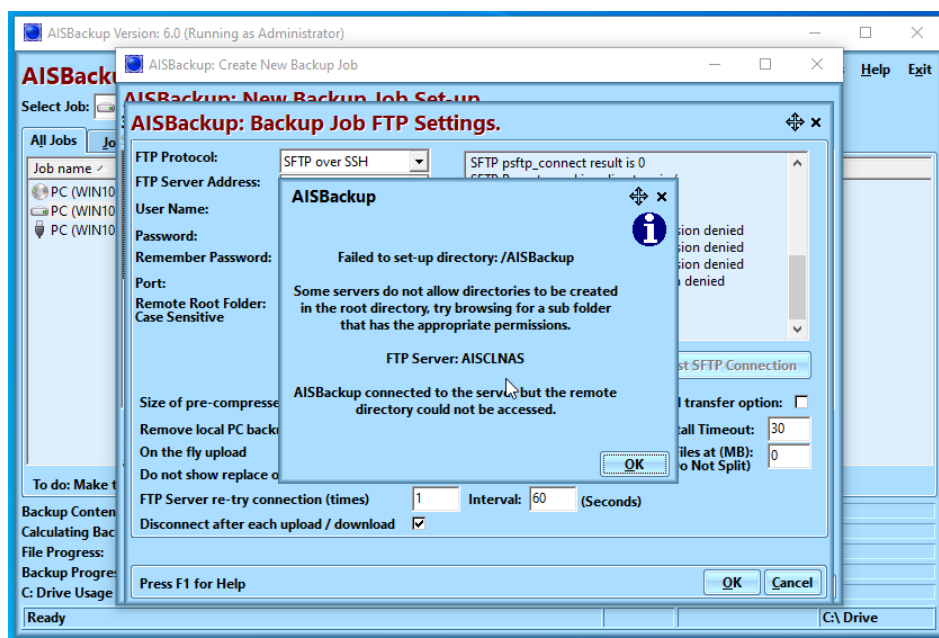 AISBackup Version: 6.0 (Running as Administrator)
AISBackup: Create New Backup Job
AISBack
Help Exit
Select Job:
AISBackup: New Backup Job Set-up
AISBackup: Backup Job FTP Settings.
All Jobs
Job name
PC (WIN10
PC (WIN10
PC (WIN10
FTP Protocol: SFTP over SSH
SFTP psftp_connect result is 0
FTP Server Address:
User Name:
Password:
Remember Password:
Port:
Remote Root Folder:
Case Sensitive
AISBackup
Failed to set-up directory: /AISBackup
Some servers do not allow directories to be created
in the root directory, try browsing for a sub folder
that has the appropriate permissions.
FTP Server: AISCLNAS
AISBackup connected to the server but the remote
directory could not be accessed.
OK
sion denied
sion denied
sion denied
denied
st SFTP Connection
Size of pre-compresse
transfer option:
Remove local PC back
all Timeout: 30
On the fly upload
iles at (MB): 0
o Not Split)
Do not show replace o
FTP Server re-try connection (times) 1 Interval: 60 (Seconds)
Disconnect after each upload / download
To do: Make t
Backup Conten
Calculating Bac
File Progress:
Backup Progre
C: Drive Usage
Press F1 for Help
OK Cancel
Ready
C:\ Drive